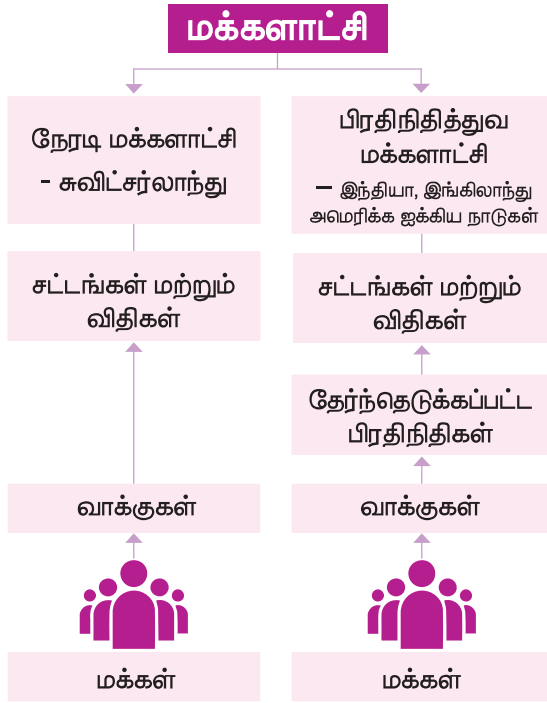 மக்களாட்சி
நேரடி மக்களாட்சி
- சுவிட்சர்லாந்து
சட்டங்கள் மற்றும்
விதிகள்
வாக்குகள்
மக்கள்
பிரதிநிதித்துவ
மக்களாட்சி
– இந்தியா, இங்கிலாந்து
அமெரிக்க ஐக்கிய நாடுகள்
சட்டங்கள் மற்றும்
விதிகள்
தேர்ந்தெடுக்கப்பட்ட
பிரதிநிதிகள்
வாக்குகள்
மக்கள்